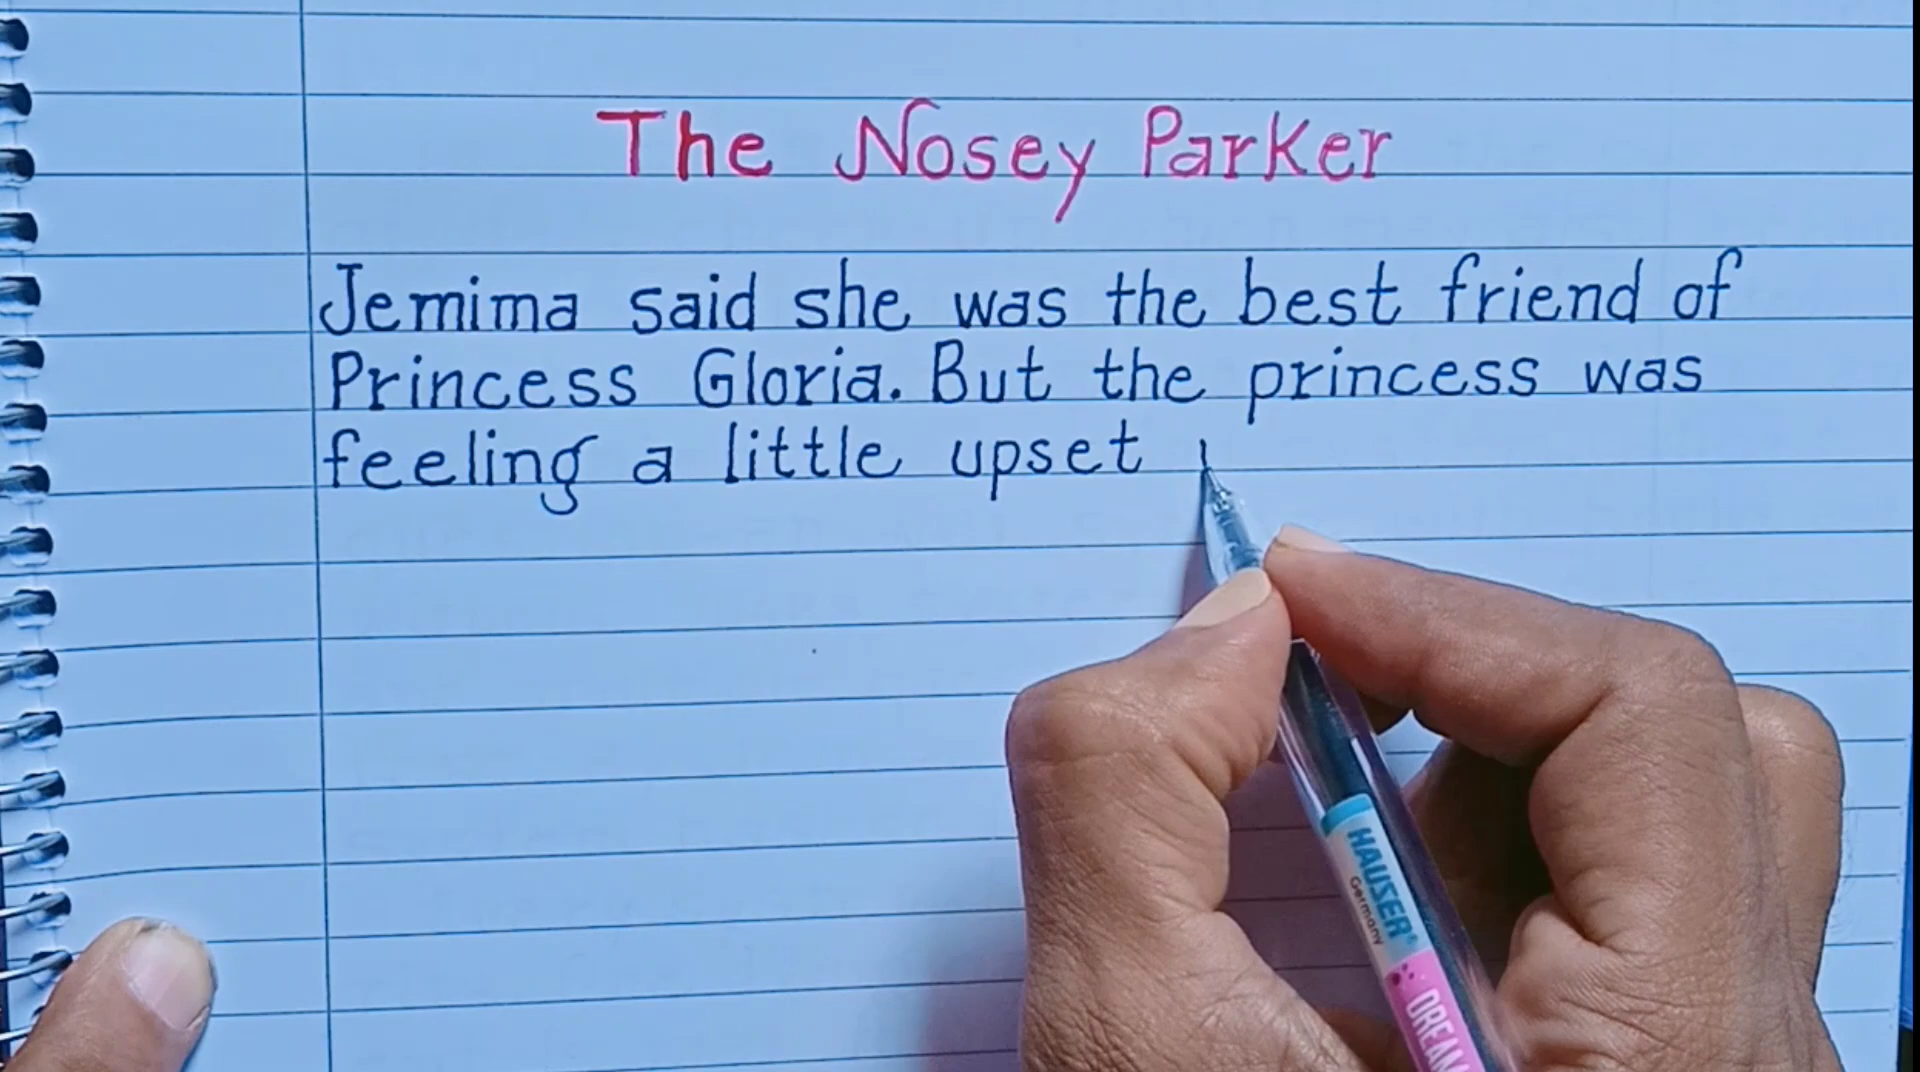 The Nosey Parker
Jemima said she was the best friend of
Princess Gloria. But the princess was
feeling a little upset
HAUSER
Germany
DREAM